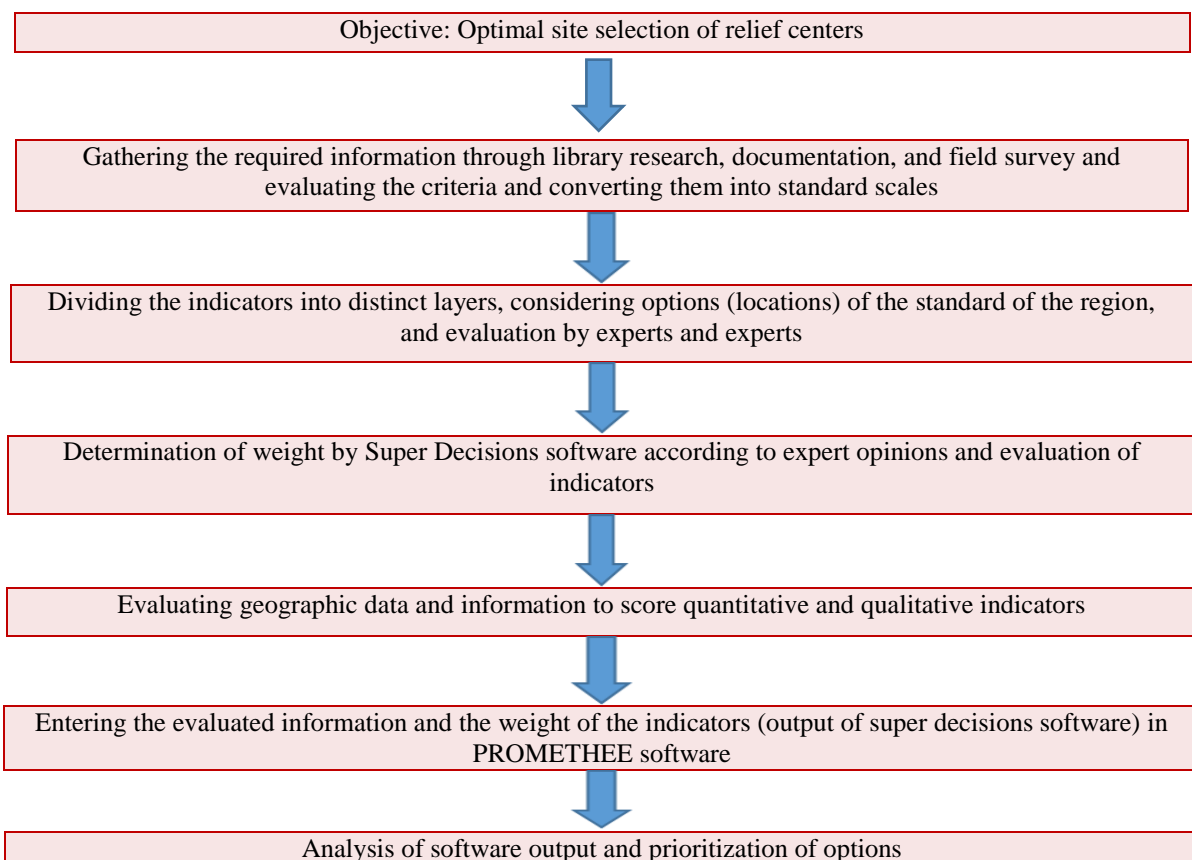 Objective: Optimal site selection of relief centers
Gathering the required information through library research, documentation, and field survey and
evaluating the criteria and converting them into standard scales
Dividing the indicators into distinct layers, considering options (locations) of the standard of the region,
and evaluation by experts and experts
Determination of weight by Super Decisions software according to expert opinions and evaluation of
indicators
Evaluating geographic data and information to score quantitative and qualitative indicators
Entering the evaluated information and the weight of the indicators (output of super decisions software) in
PROMETHEE software
Analysis of software output and prioritization of options